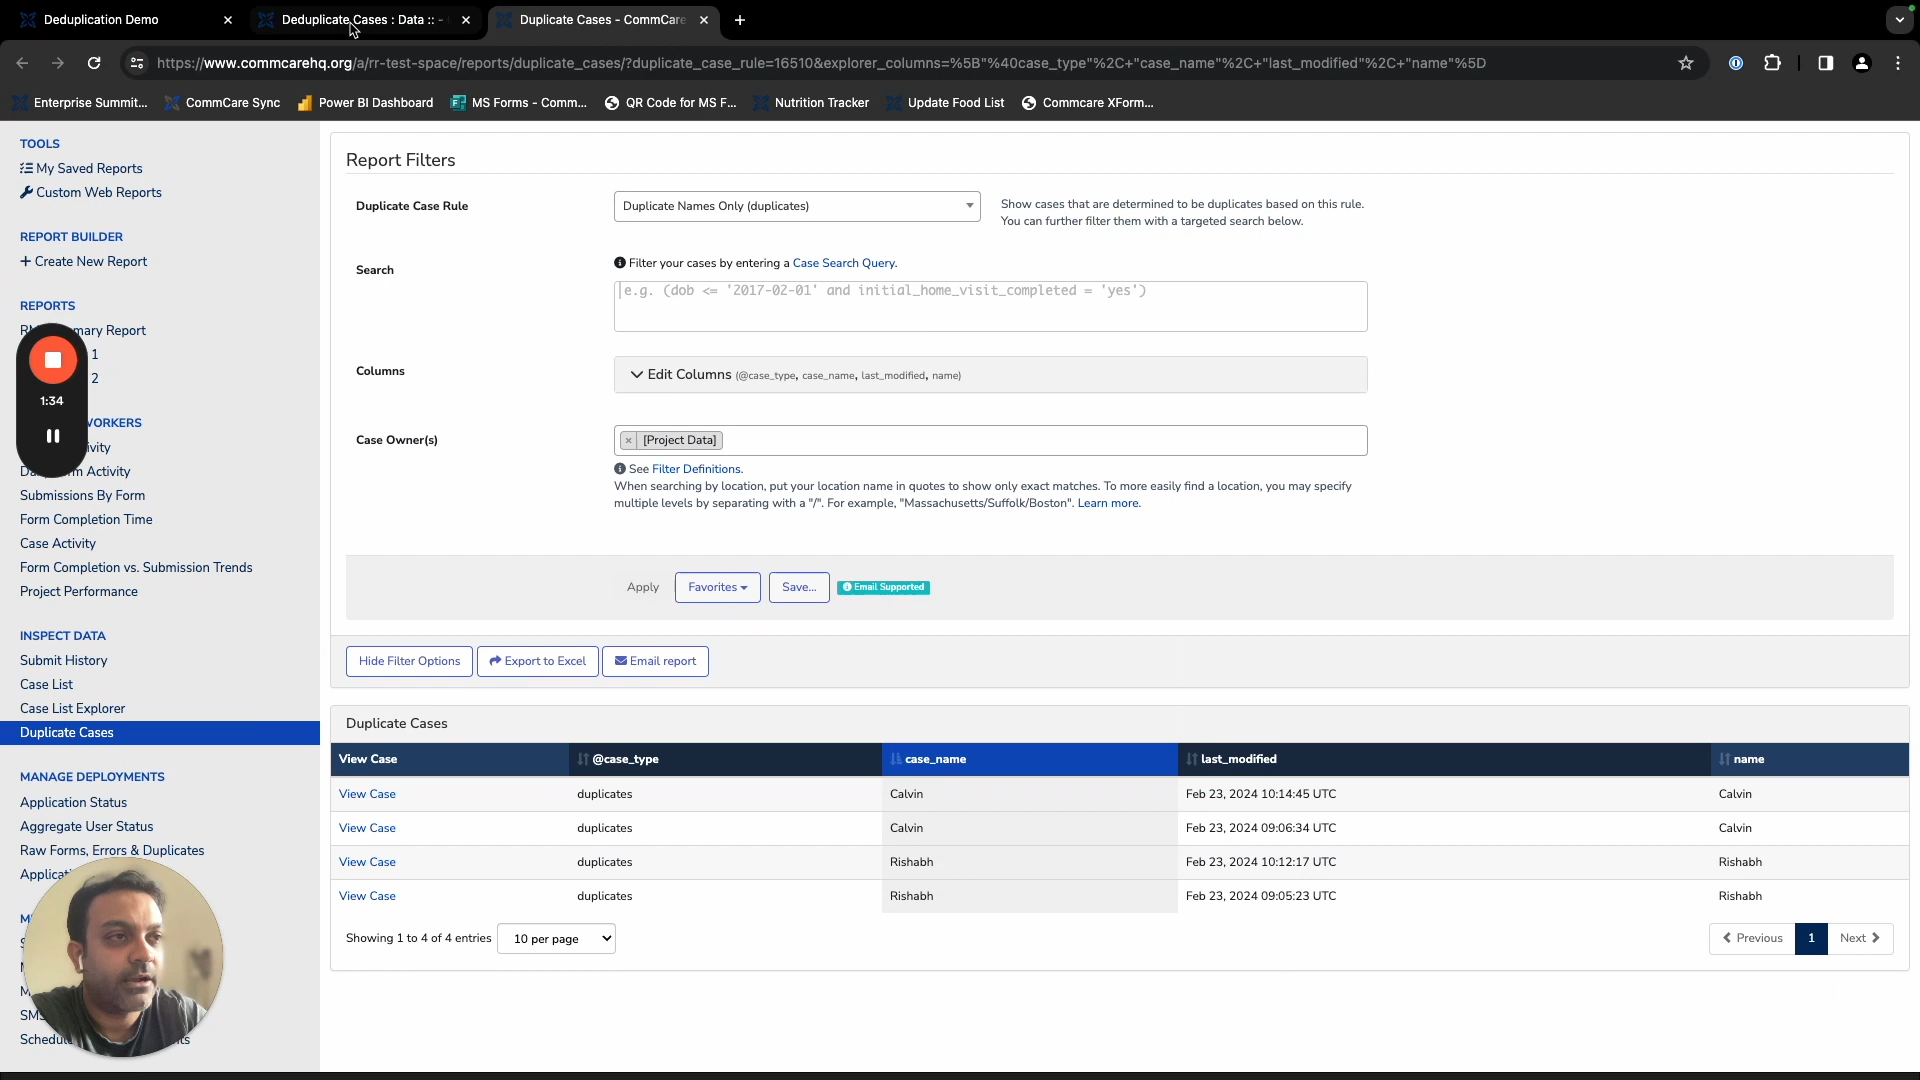 Deduplication Demo
Deduplicate Cases : Data :: -
Duplicate Cases - CommCare
https://www.commcarehq.org/a/rr-test-space/reports/duplicate_cases/?duplicate_case_rule=16510&explorer_columns=%5B"%40case_type"%2C+"case_name"%2C+"last_modified"%2C+"name"%5D
Enterprise Summit...
CommCare Sync
Power BI Dashboard
MS Forms - Comm...
QR Code for MS F...
Nutrition Tracker
Update Food List
Commcare XForm...
TOOLS
My Saved Reports
Custom Web Reports
REPORT BUILDER
+ Create New Report
REPORTS
mary Report
1
2
1:34
WORKERS
ivity
m Activity
Submissions By Form
Form Completion Time
Case Activity
Form Completion vs. Submission Trends
Project Performance
INSPECT DATA
Submit History
Case List
Case List Explorer
Duplicate Cases
MANAGE DEPLOYMENTS
Application Status
Aggregate User Status
Raw Forms, Errors & Duplicates
Applicat
SMS
Schedul
Report Filters
Duplicate Case Rule
Duplicate Names Only (duplicates)
Show cases that are determined to be duplicates based on this rule.
You can further filter them with a targeted search below.
Search
Filter your cases by entering a Case Search Query.
e.g. (dob <= '2017-02-01' and initial_home_visit_completed = 'yes')
Columns
Edit Columns (@case_type, case_name, last_modified, name)
Case Owner(s)
× [Project Data]
See Filter Definitions.
When searching by location, put your location name in quotes to show only exact matches. To more easily find a location, you may specify
multiple levels by separating with a "/". For example, "Massachusetts/Suffolk/Boston". Learn more.
Apply
Favorites
Save...
Email Supported
Hide Filter Options
Export to Excel
Email report
Duplicate Cases
View Case @case_type case_name last_modified name
View Case duplicates Calvin Feb 23, 2024 10:14:45 UTC Calvin
View Case duplicates Calvin Feb 23, 2024 09:06:34 UTC Calvin
View Case duplicates Rishabh Feb 23, 2024 10:12:17 UTC Rishabh
View Case duplicates Rishabh Feb 23, 2024 09:05:23 UTC Rishabh
Showing 1 to 4 of 4 entries
10 per page
Previous
1
Next